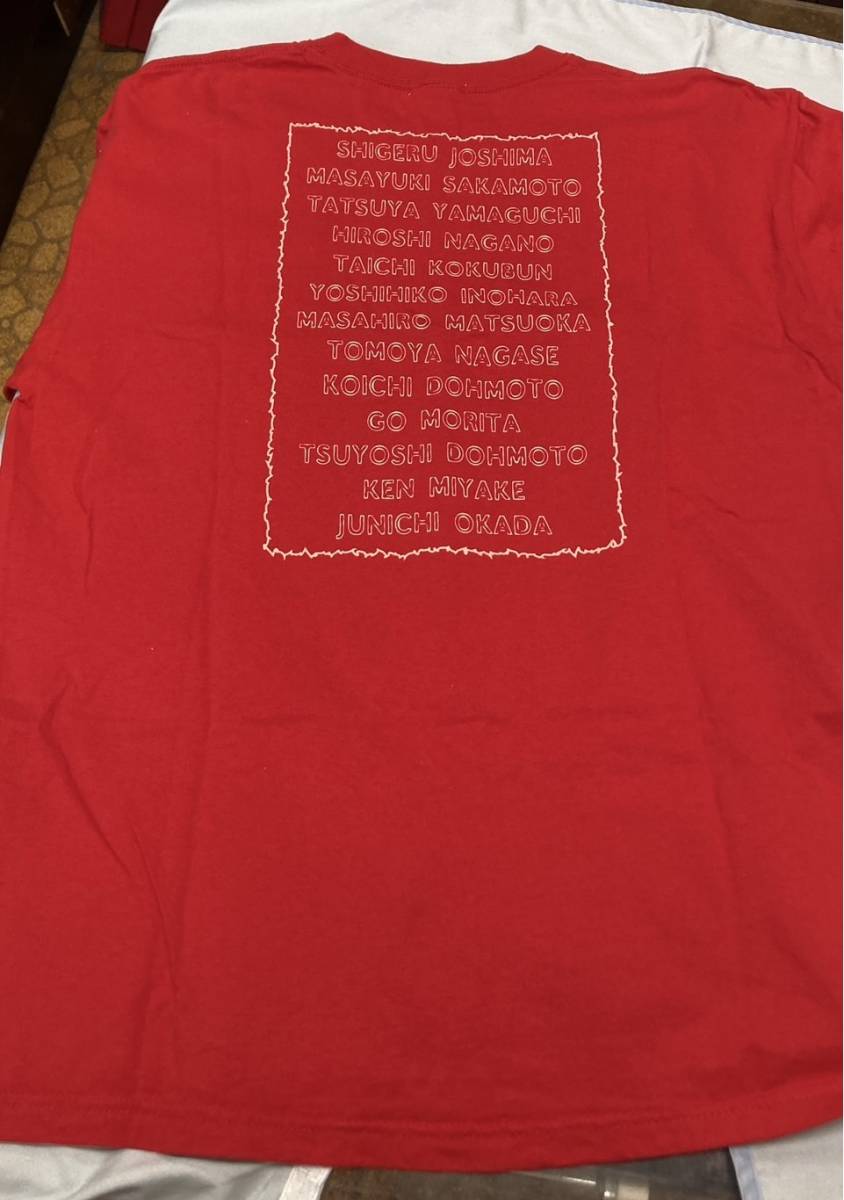 SHIGERU JOSHIMA
MASAYUKI SAKAMOTO
TATSUYA YAMAGUCHI
HIROSHI NAGANO
TAICHI KOKUBUN
YOSHIHIKO INOHARA
MASAHIRO MATSUOKA
TOMOYA NAGASE
KOICHI DOHMOTO
GO MORITA
TSUYOSHI DOHMOTO
KEN MIYAKE
JUNICHI OKADA